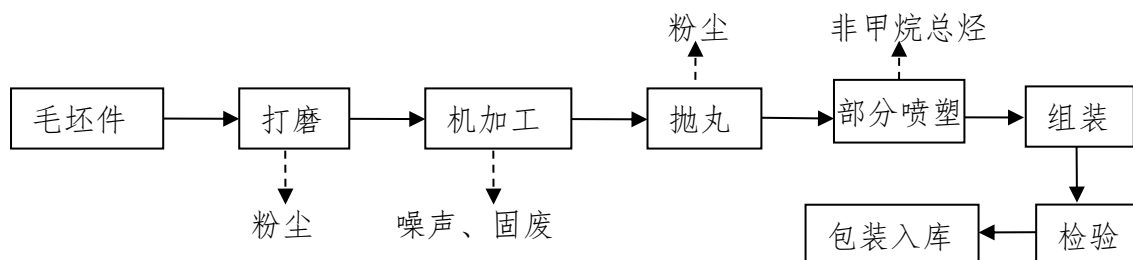 粉尘
非甲烷总烃
毛坯件
打磨
机加工
抛丸
部分喷塑
组装
粉尘
噪声、固废
包装入库
检验